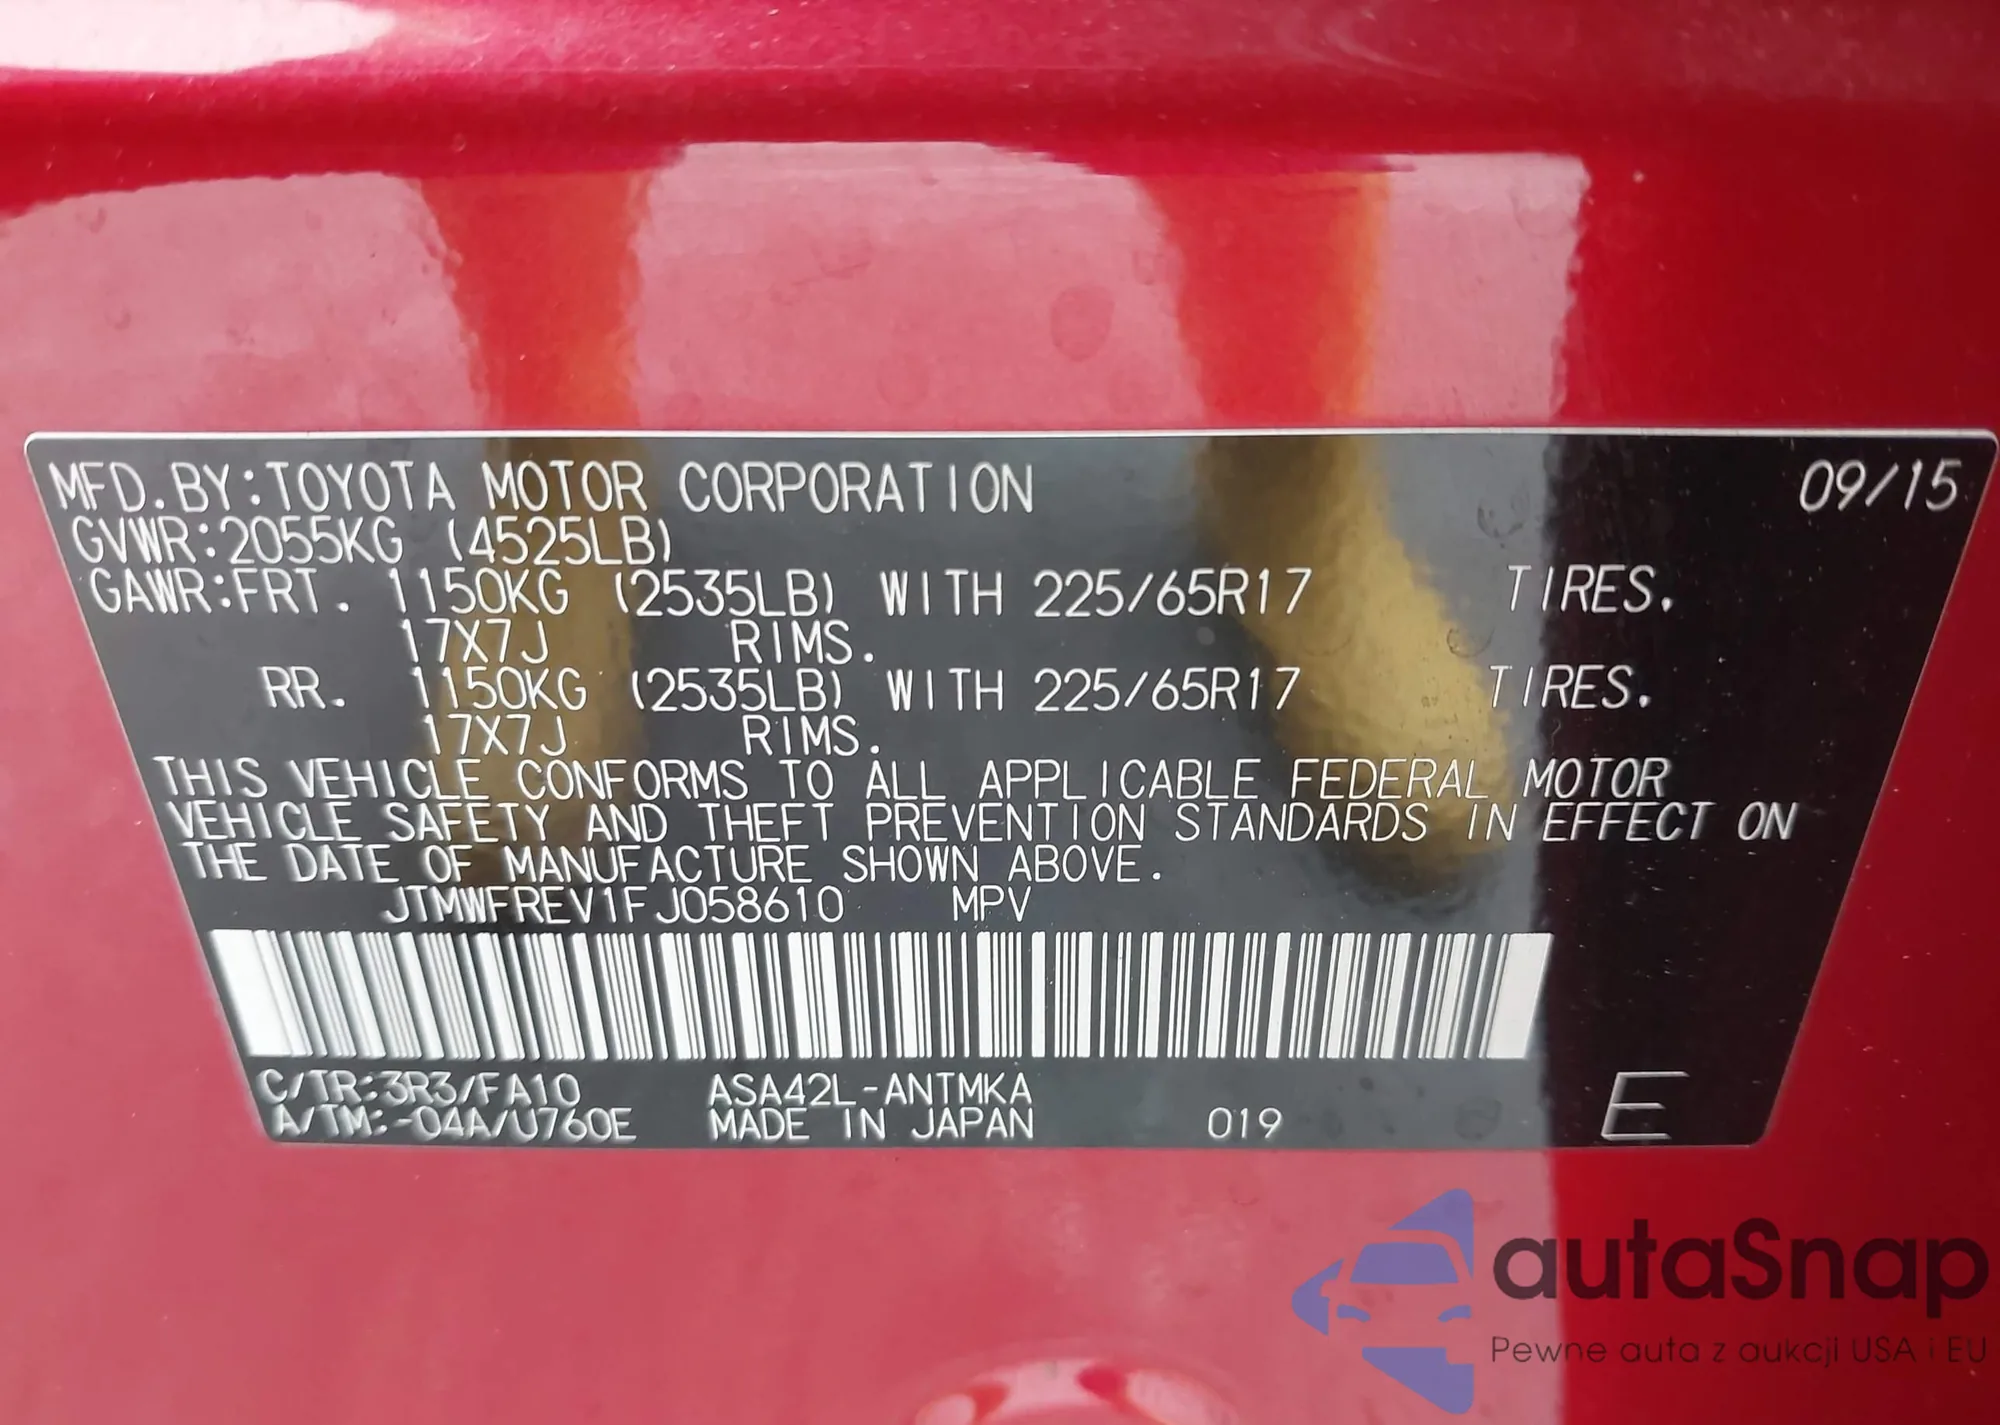 MFD.BY:TOYOTA MOTOR CORPORATION 09/15
GVWR:2055KG (4525LB)
GAWR:FRT. 1150KG (2535LB) WITH 225/65R17 TIRES.
17X7J RIMS.
RR. 1150KG (2535LB) WITH 225/65R17 TIRES.
17X7J RIMS.
THIS VEHICLE CONFORMS TO ALL APPLICABLE FEDERAL MOTOR
VEHICLE SAFETY AND THEFT PREVENTION STANDARDS IN EFFECT ON
THE DATE OF MANUFACTURE SHOWN ABOVE.
JTMWFREV1FJ058610 MPV
C/TR:3R3/FA10 ASA42L-ANTMKA
A/TM:-04A/U760E MADE IN JAPAN 019 E
autaSnap
Pewne auta z aukcji USA i EU